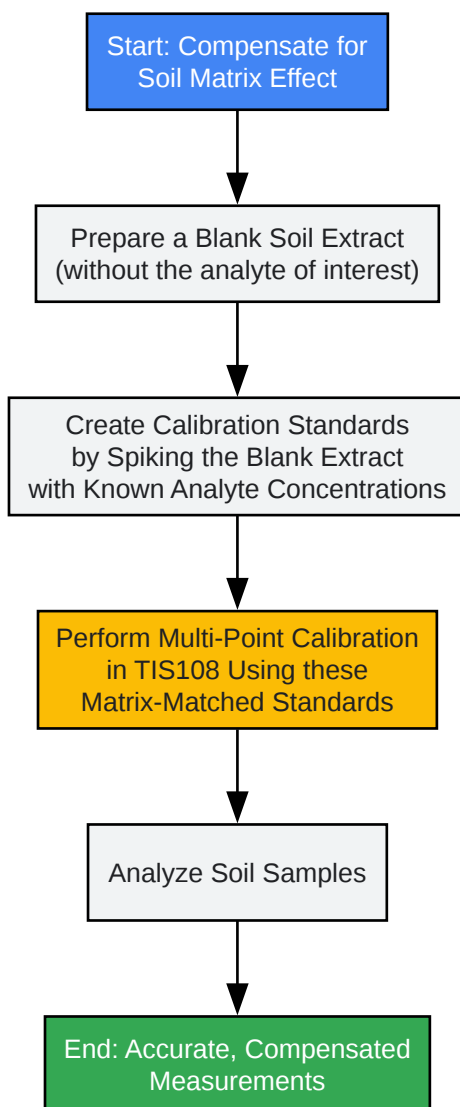 Start: Compensate for
Soil Matrix Effect
Prepare a Blank Soil Extract
(without the analyte of interest)
Create Calibration Standards
by Spiking the Blank Extract
with Known Analyte Concentrations
Perform Multi-Point Calibration
in TIS108 Using these
Matrix-Matched Standards
Analyze Soil Samples
End: Accurate, Compensated
Measurements